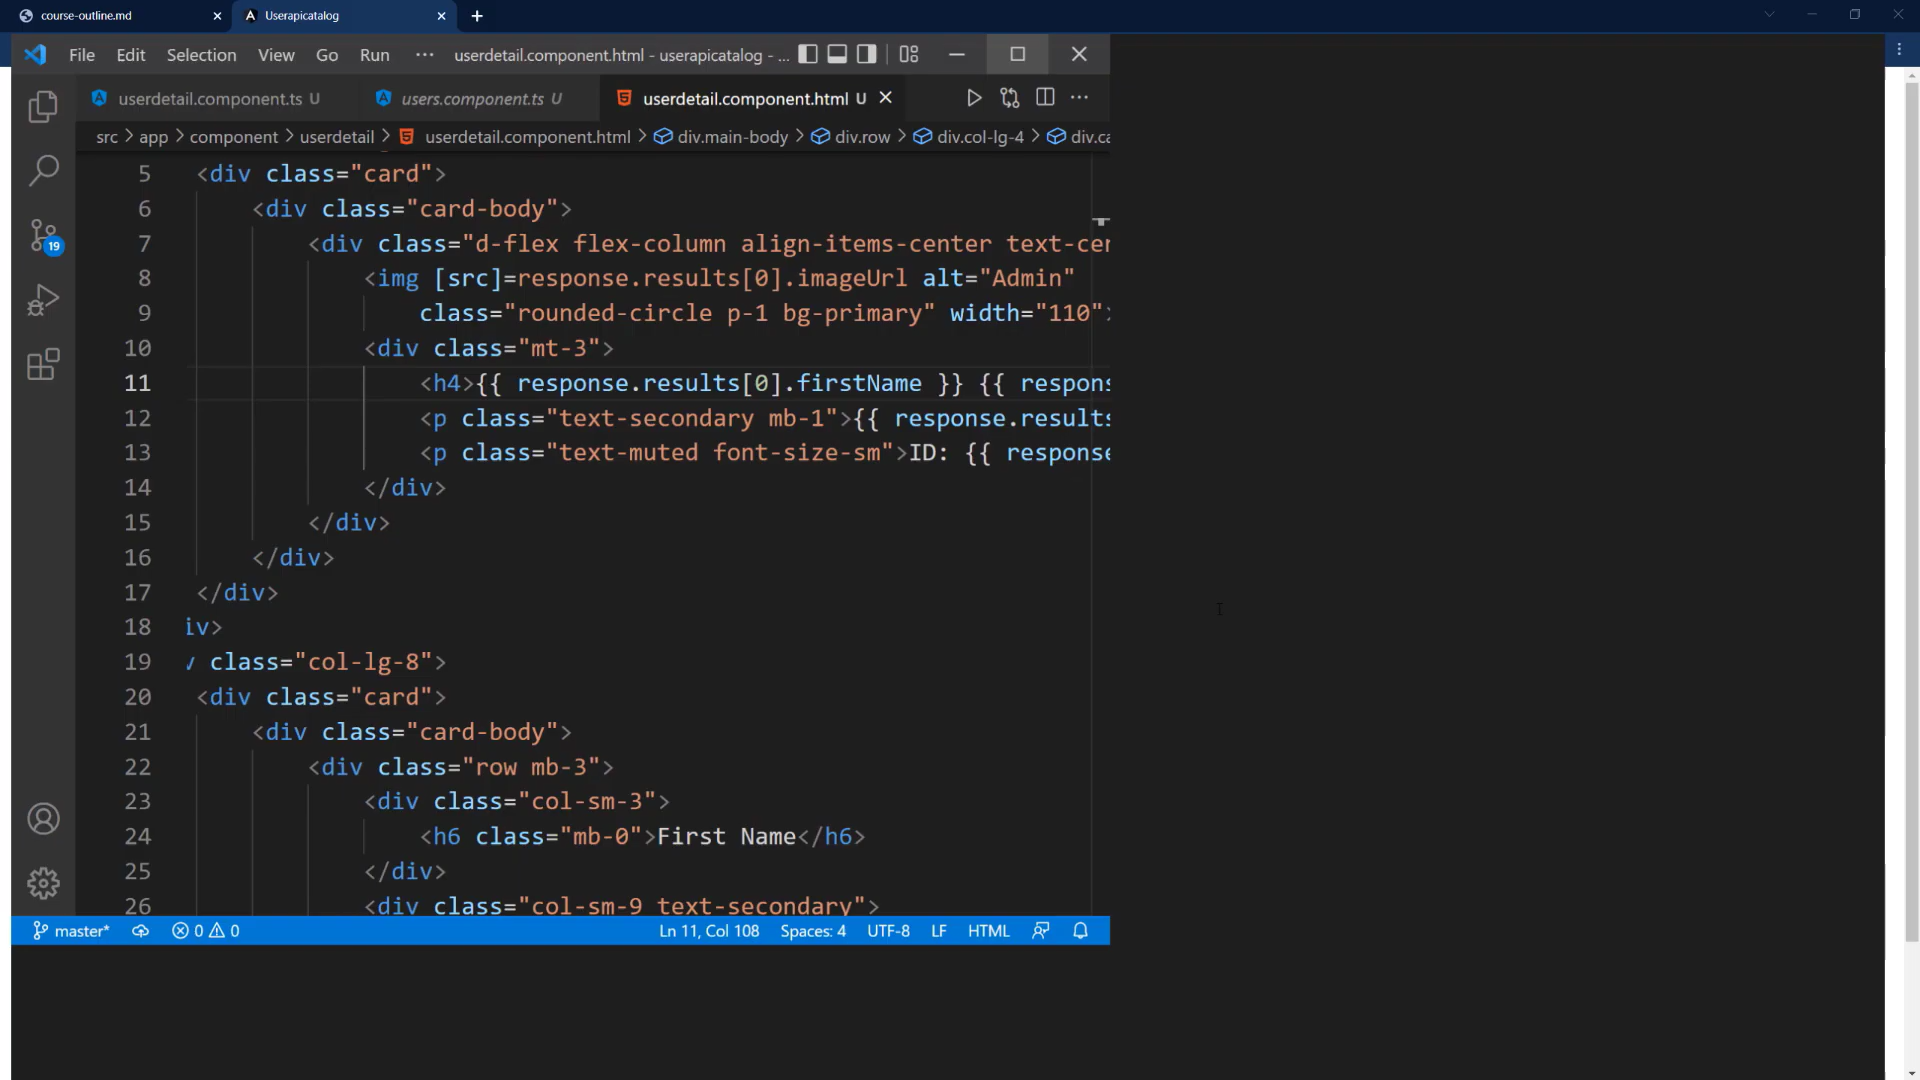 course-outline.md
Userapicatalog
File Edit Selection View Go Run ··· userdetail.component.html - userapicatalog - ...
userdetail.component.ts U users.component.ts U userdetail.component.html U
src > app > component > userdetail > userdetail.component.html > div.main-body > div.row > div.col-lg-4 > div.ca
5 <div class="card">
6 <div class="card-body">
7 <div class="d-flex flex-column align-items-center text-cen
8 <img [src]=response.results[0].imageUrl alt="Admin"
9 class="rounded-circle p-1 bg-primary" width="110">
10 <div class="mt-3">
11 <h4>{{ response.results[0].firstName }} {{ respons
12 <p class="text-secondary mb-1">{{ response.results
13 <p class="text-muted font-size-sm">ID: {{ response
14 </div>
15 </div>
16 </div>
17 </div>
18 iv>
19 v class="col-lg-8">
20 <div class="card">
21 <div class="card-body">
22 <div class="row mb-3">
23 <div class="col-sm-3">
24 <h6 class="mb-0">First Name</h6>
25 </div>
26 <div class="col-sm-9 text-secondary">
19
master* 0 0 Ln 11, Col 108 Spaces: 4 UTF-8 LF HTML